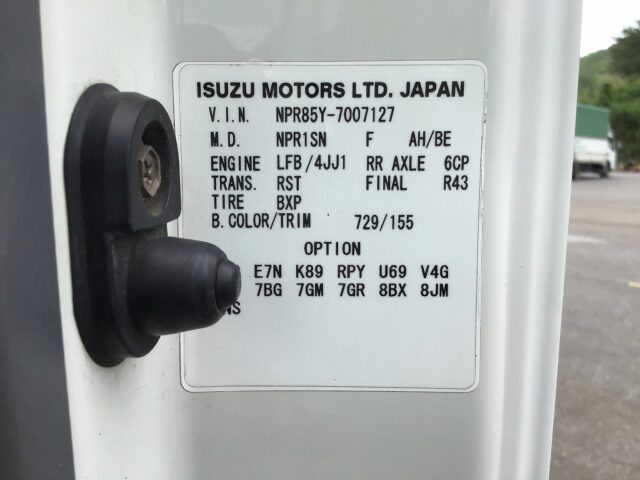 ISUZU MOTORS LTD. JAPAN
V.I.N. NPR85Y-7007127
M.D. NPR1SN F AH/BE
ENGINE LFB/4JJ1 RR AXLE 6CP
TRANS. RST FINAL R43
TIRE BXP
B.COLOR/TRIM 729/155
OPTION
E7N K89 RPY U69 V4G
7BG 7GM 7GR 8BX 8JM